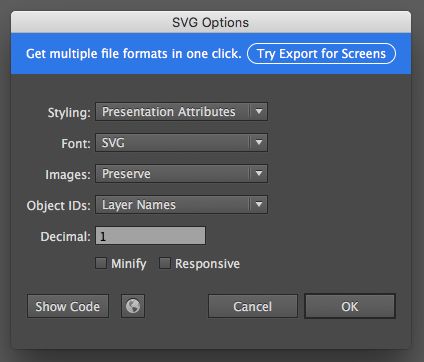 SVG Options
Get multiple file formats in one click. Try Export for Screens
Styling: Presentation Attributes
Font: SVG
Images: Preserve
Object IDs: Layer Names
Decimal: 1
Minify Responsive
Show Code Cancel OK